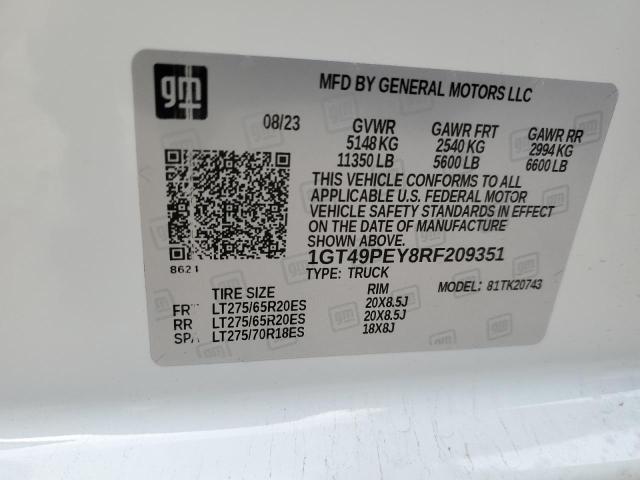 gm
MFD BY GENERAL MOTORS LLC
08/23 GVWR GAWR FRT GAWR RR
5148 KG 2540 KG 2994 KG
11350 LB 5600 LB 6600 LB
THIS VEHICLE CONFORMS TO ALL
APPLICABLE U.S. FEDERAL MOTOR
VEHICLE SAFETY STANDARDS IN EFFECT
ON THE DATE OF MANUFACTURE
SHOWN ABOVE.
8621
1GT49PEY8RF209351
TYPE: TRUCK MODEL: 81TK20743
TIRE SIZE RIM
FRT LT275/65R20ES 20X8.5J
RR LT275/65R20ES 20X8.5J
SPA LT275/70R18ES 18X8J